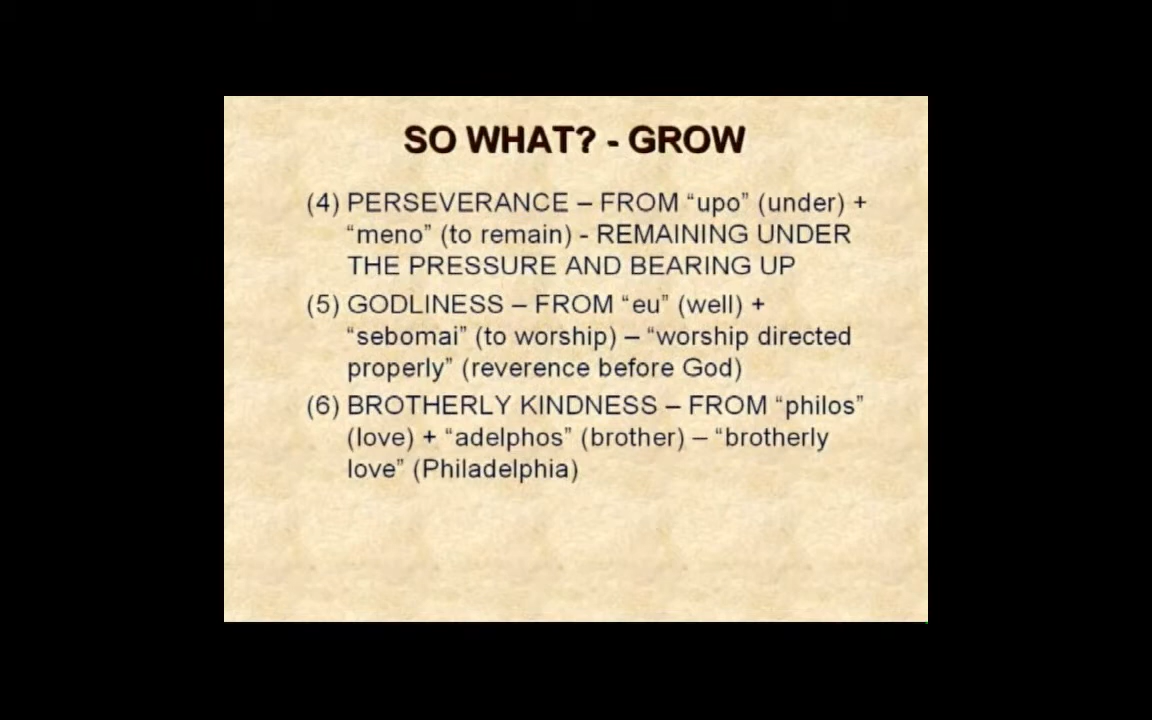 SO WHAT? - GROW
(4) PERSEVERANCE – FROM “upo” (under) +
“meno” (to remain) - REMAINING UNDER
THE PRESSURE AND BEARING UP
(5) GODLINESS – FROM “eu” (well) +
“sebomai” (to worship) – “worship directed
properly” (reverence before God)
(6) BROTHERLY KINDNESS – FROM “philos”
(love) + “adelphos” (brother) – “brotherly
love” (Philadelphia)